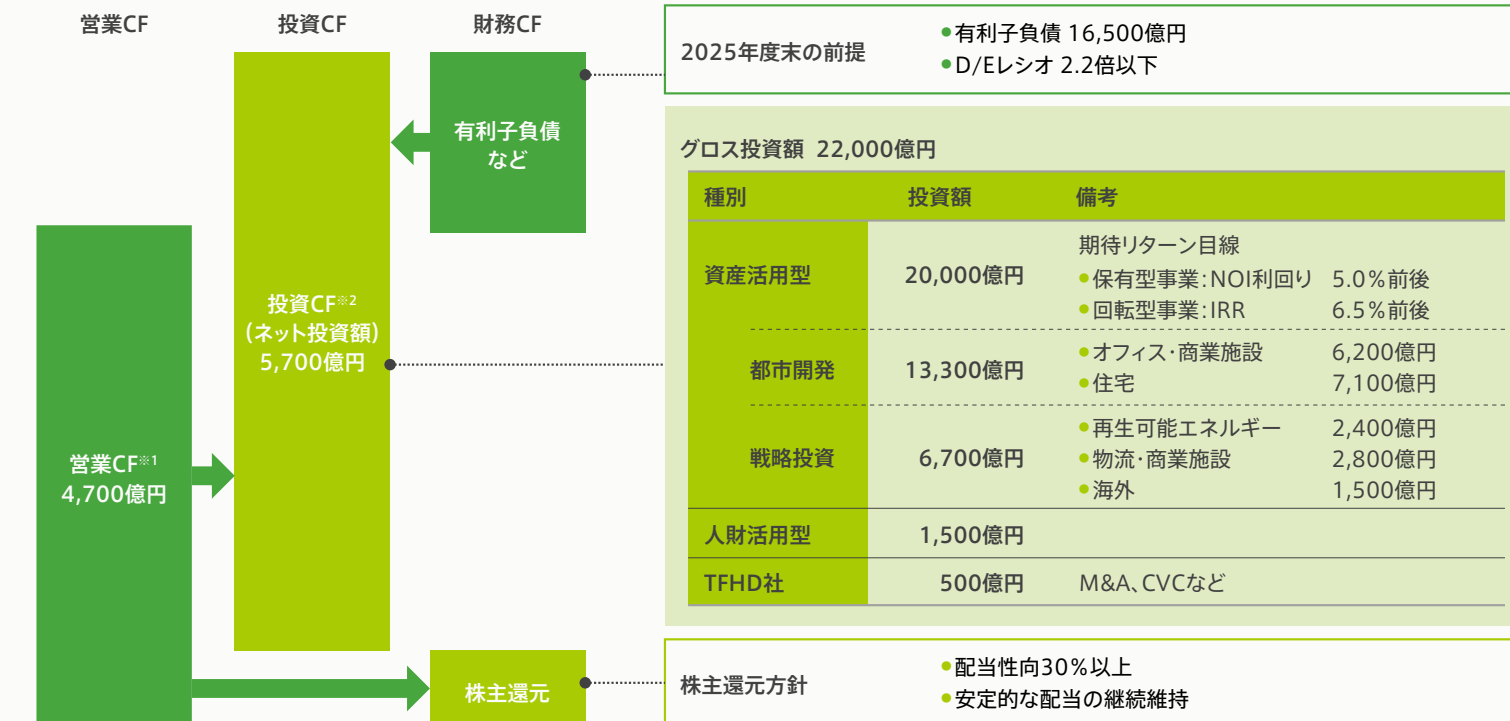 営業CF
投資CF
財務CF
有利子負債
など
投資CF※2
(ネット投資額)
5,700億円
営業CF※1
4,700億円
株主還元
2025年度末の前提
●有利子負債 16,500億円
●D/Eレシオ 2.2倍以下
グロス投資額 22,000億円
種別 投資額 備考
資産活用型 20,000億円
期待リターン目線
●保有型事業:NOI利回り 5.0%前後
●回転型事業:IRR 6.5%前後
都市開発 13,300億円
●オフィス・商業施設 6,200億円
●住宅 7,100億円
戦略投資 6,700億円
●再生可能エネルギー 2,400億円
●物流・商業施設 2,800億円
●海外 1,500億円
人財活用型 1,500億円
TFHD社 500億円 M&A、CVCなど
株主還元方針
●配当性向30%以上
●安定的な配当の継続維持